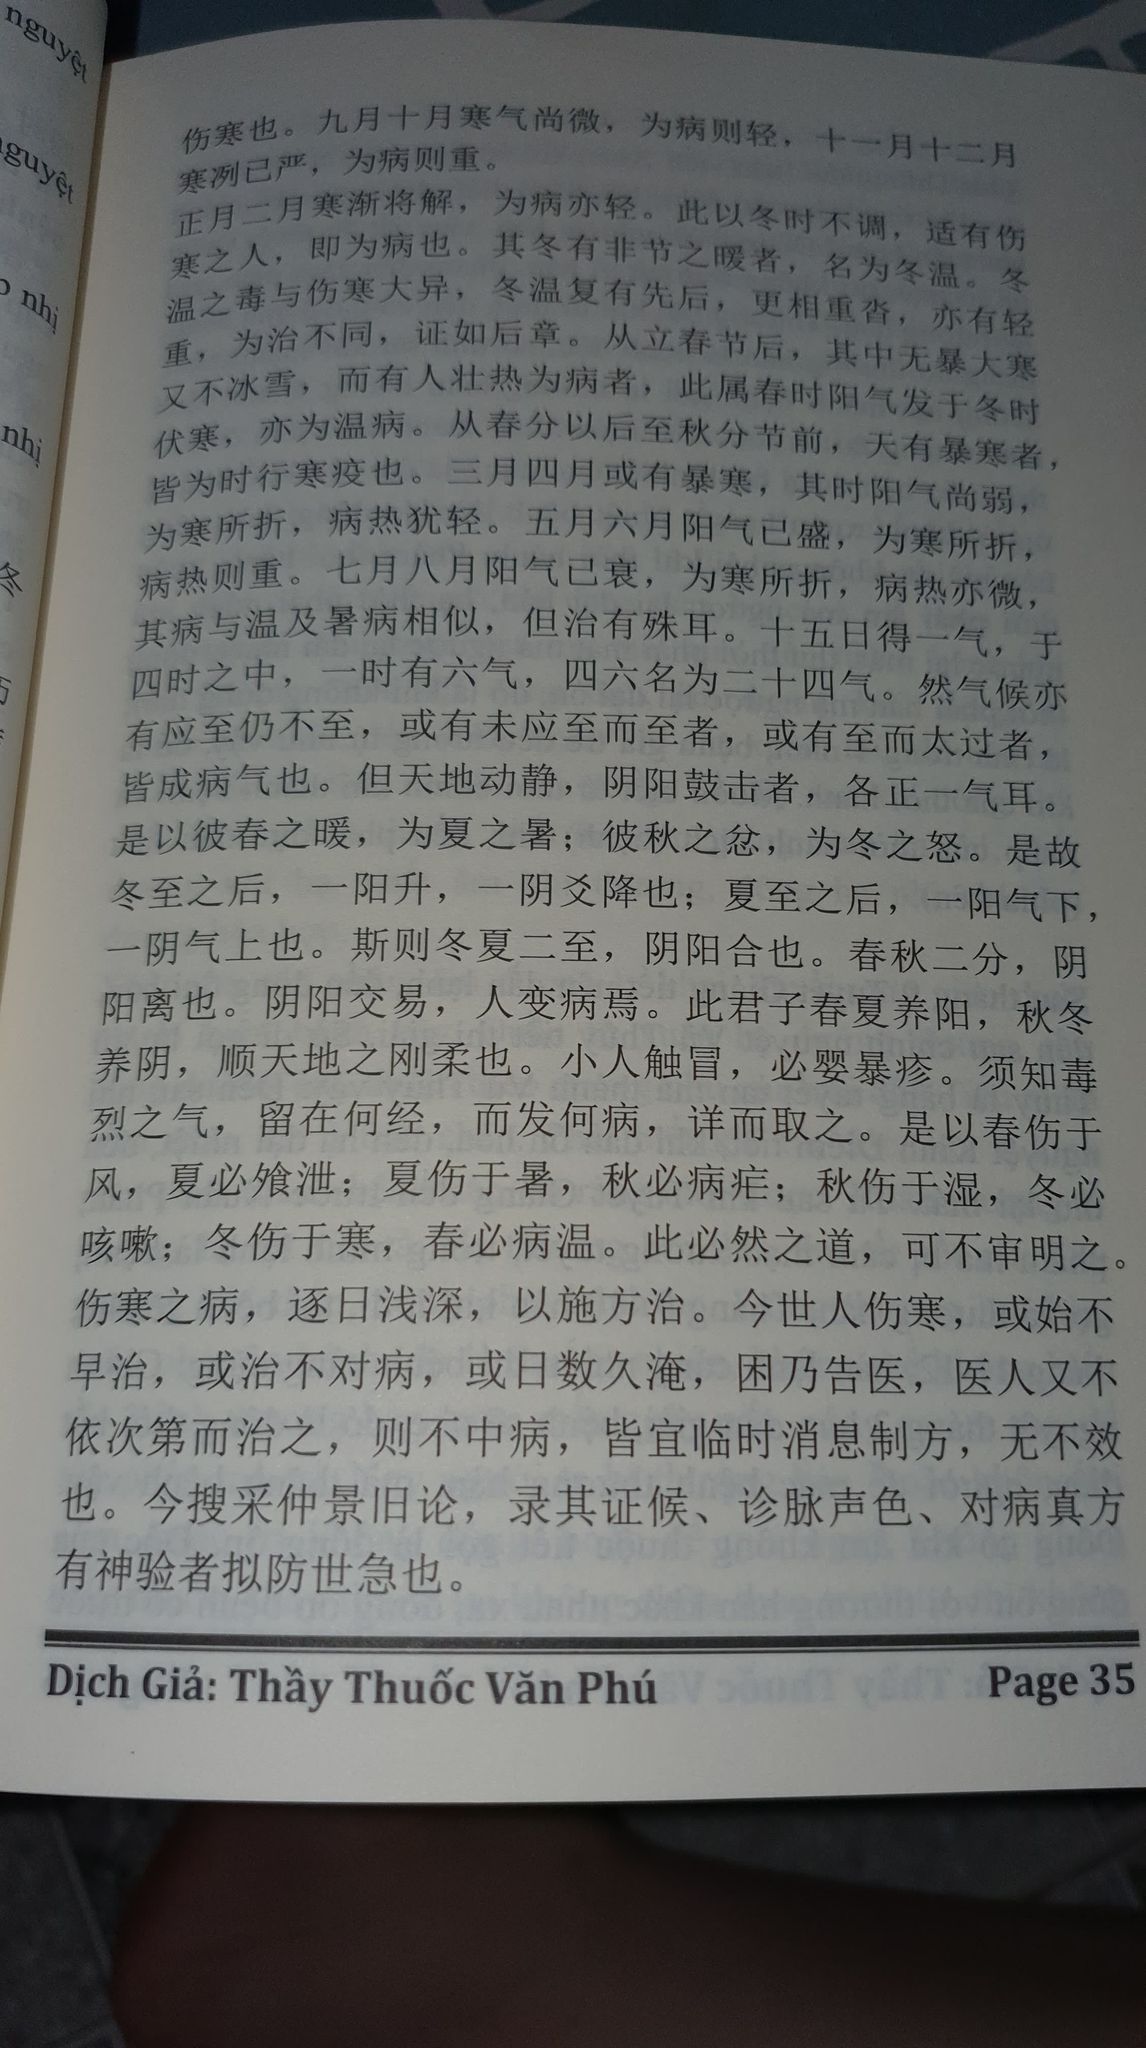 nguyệt
nguyệt
nhị
nhị
冬
伤寒也。九月十月寒气尚微，为病则轻，十一月十二月
寒冽已严，为病则重。
正月二月寒渐将解，为病亦轻。此以冬时不调，适有伤
寒之人，即为病也。其冬有非节之暖者，名为冬温。冬
温之毒与伤寒大异，冬温复有先后，更相重沓，亦有轻
重，为治不同，证如后章。从立春节后，其中无暴大寒
又不冰雪，而有人壮热为病者，此属春时阳气发于冬时
伏寒，亦为温病。从春分以后至秋分节前，天有暴寒者，
皆为时行寒疫也。三月四月或有暴寒，其时阳气尚弱，
为寒所折，病热犹轻。五月六月阳气已盛，为寒所折，
病热则重。七月八月阳气已衰，为寒所折，病热亦微，
其病与温及暑病相似，但治有殊耳。十五日得一气，于
四时之中，一时有六气，四六名为二十四气。然气候亦
有应至仍不至，或有未应至而至者，或有至而太过者，
皆成病气也。但天地动静，阴阳鼓击者，各正一气耳。
是以彼春之暖，为夏之暑；彼秋之忿，为冬之怒。是故
冬至之后，一阳升，一阴爻降也；夏至之后，一阳气下，
一阴气上也。斯则冬夏二至，阴阳合也。春秋二分，阴
阳离也。阴阳交易，人变病焉。此君子春夏养阳，秋冬
养阴，顺天地之刚柔也。小人触冒，必婴暴疹。须知毒
烈之气，留在何经，而发何病，详而取之。是以春伤于
风，夏必飧泄；夏伤于暑，秋必病疟；秋伤于湿，冬必
咳嗽；冬伤于寒，春必病温。此必然之道，可不审明之。
伤寒之病，逐日浅深，以施方治。今世人伤寒，或始不
早治，或治不对病，或日数久淹，困乃告医，医人又不
依次第而治之，则不中病，皆宜临时消息制方，无不效
也。今搜采仲景旧论，录其证候、诊脉声色、对病真方
有神验者拟防世急也。
Dịch Giả: Thầy Thuốc Văn Phú Page 35